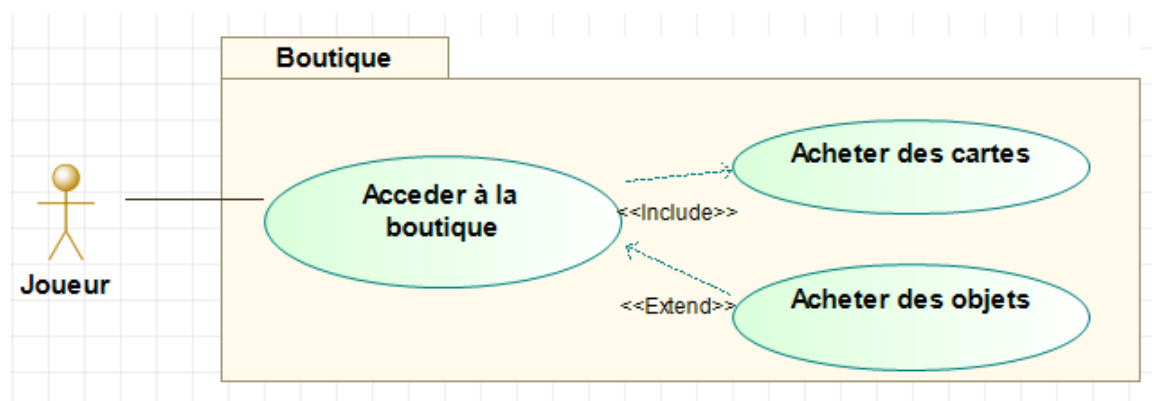 Boutique
Acceder à la
boutique
Acheter des cartes
<<Include>>
<<Extend>>
Acheter des objets
Joueur